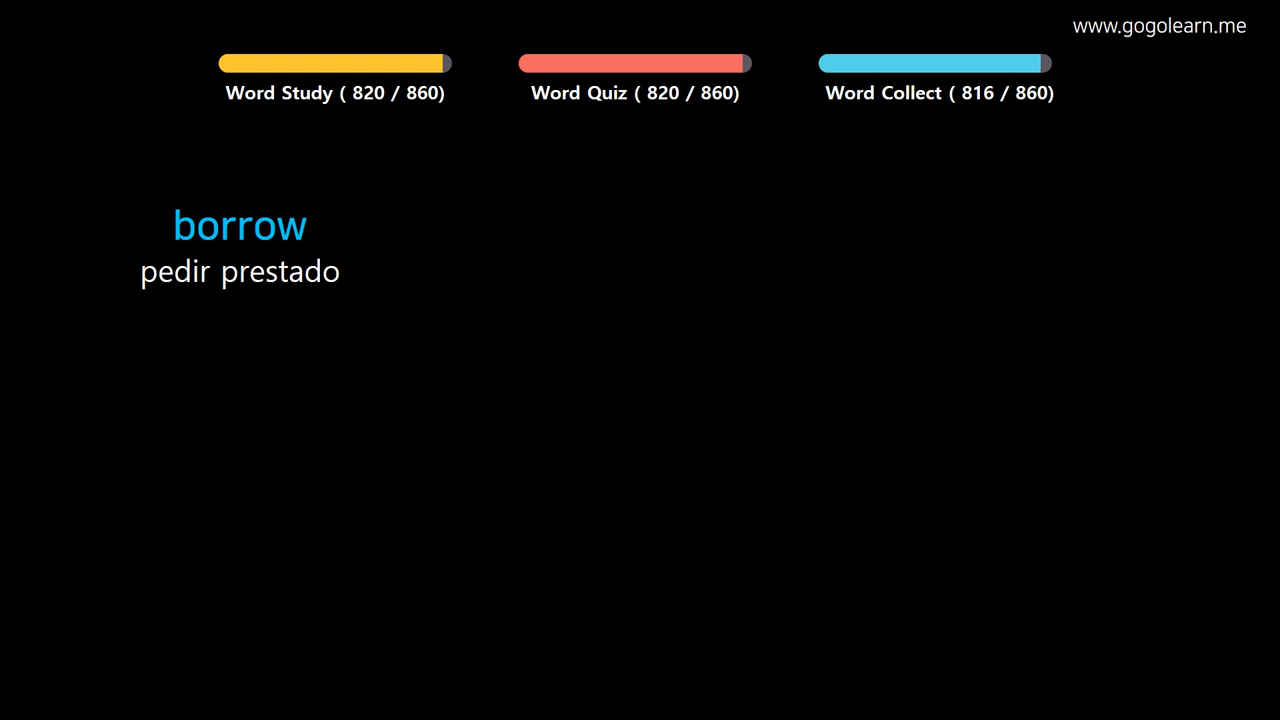 www.gogolearn.me
Word Study ( 820 / 860)
Word Quiz ( 820 / 860)
Word Collect ( 816 / 860)
borrow
pedir prestado